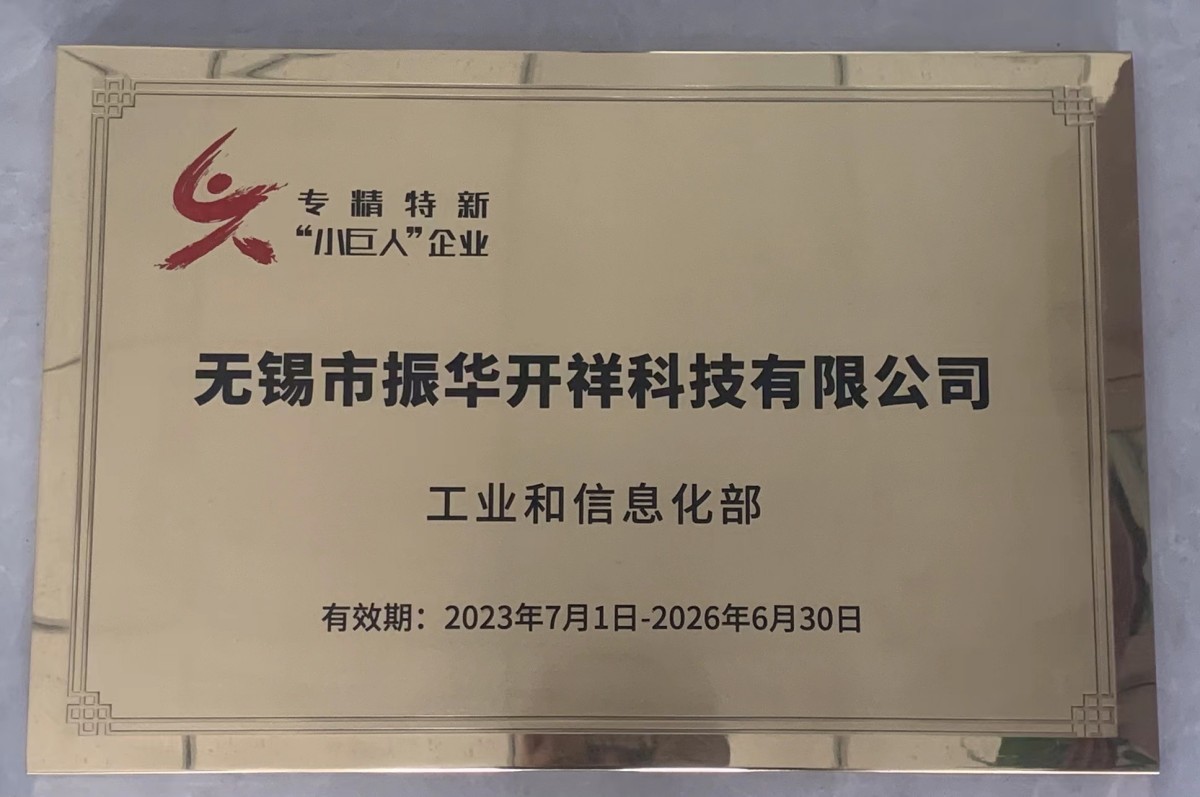 专精特新
“小巨人”企业
无锡市振华开祥科技有限公司
工业和信息化部
有效期：2023年7月1日-2026年6月30日